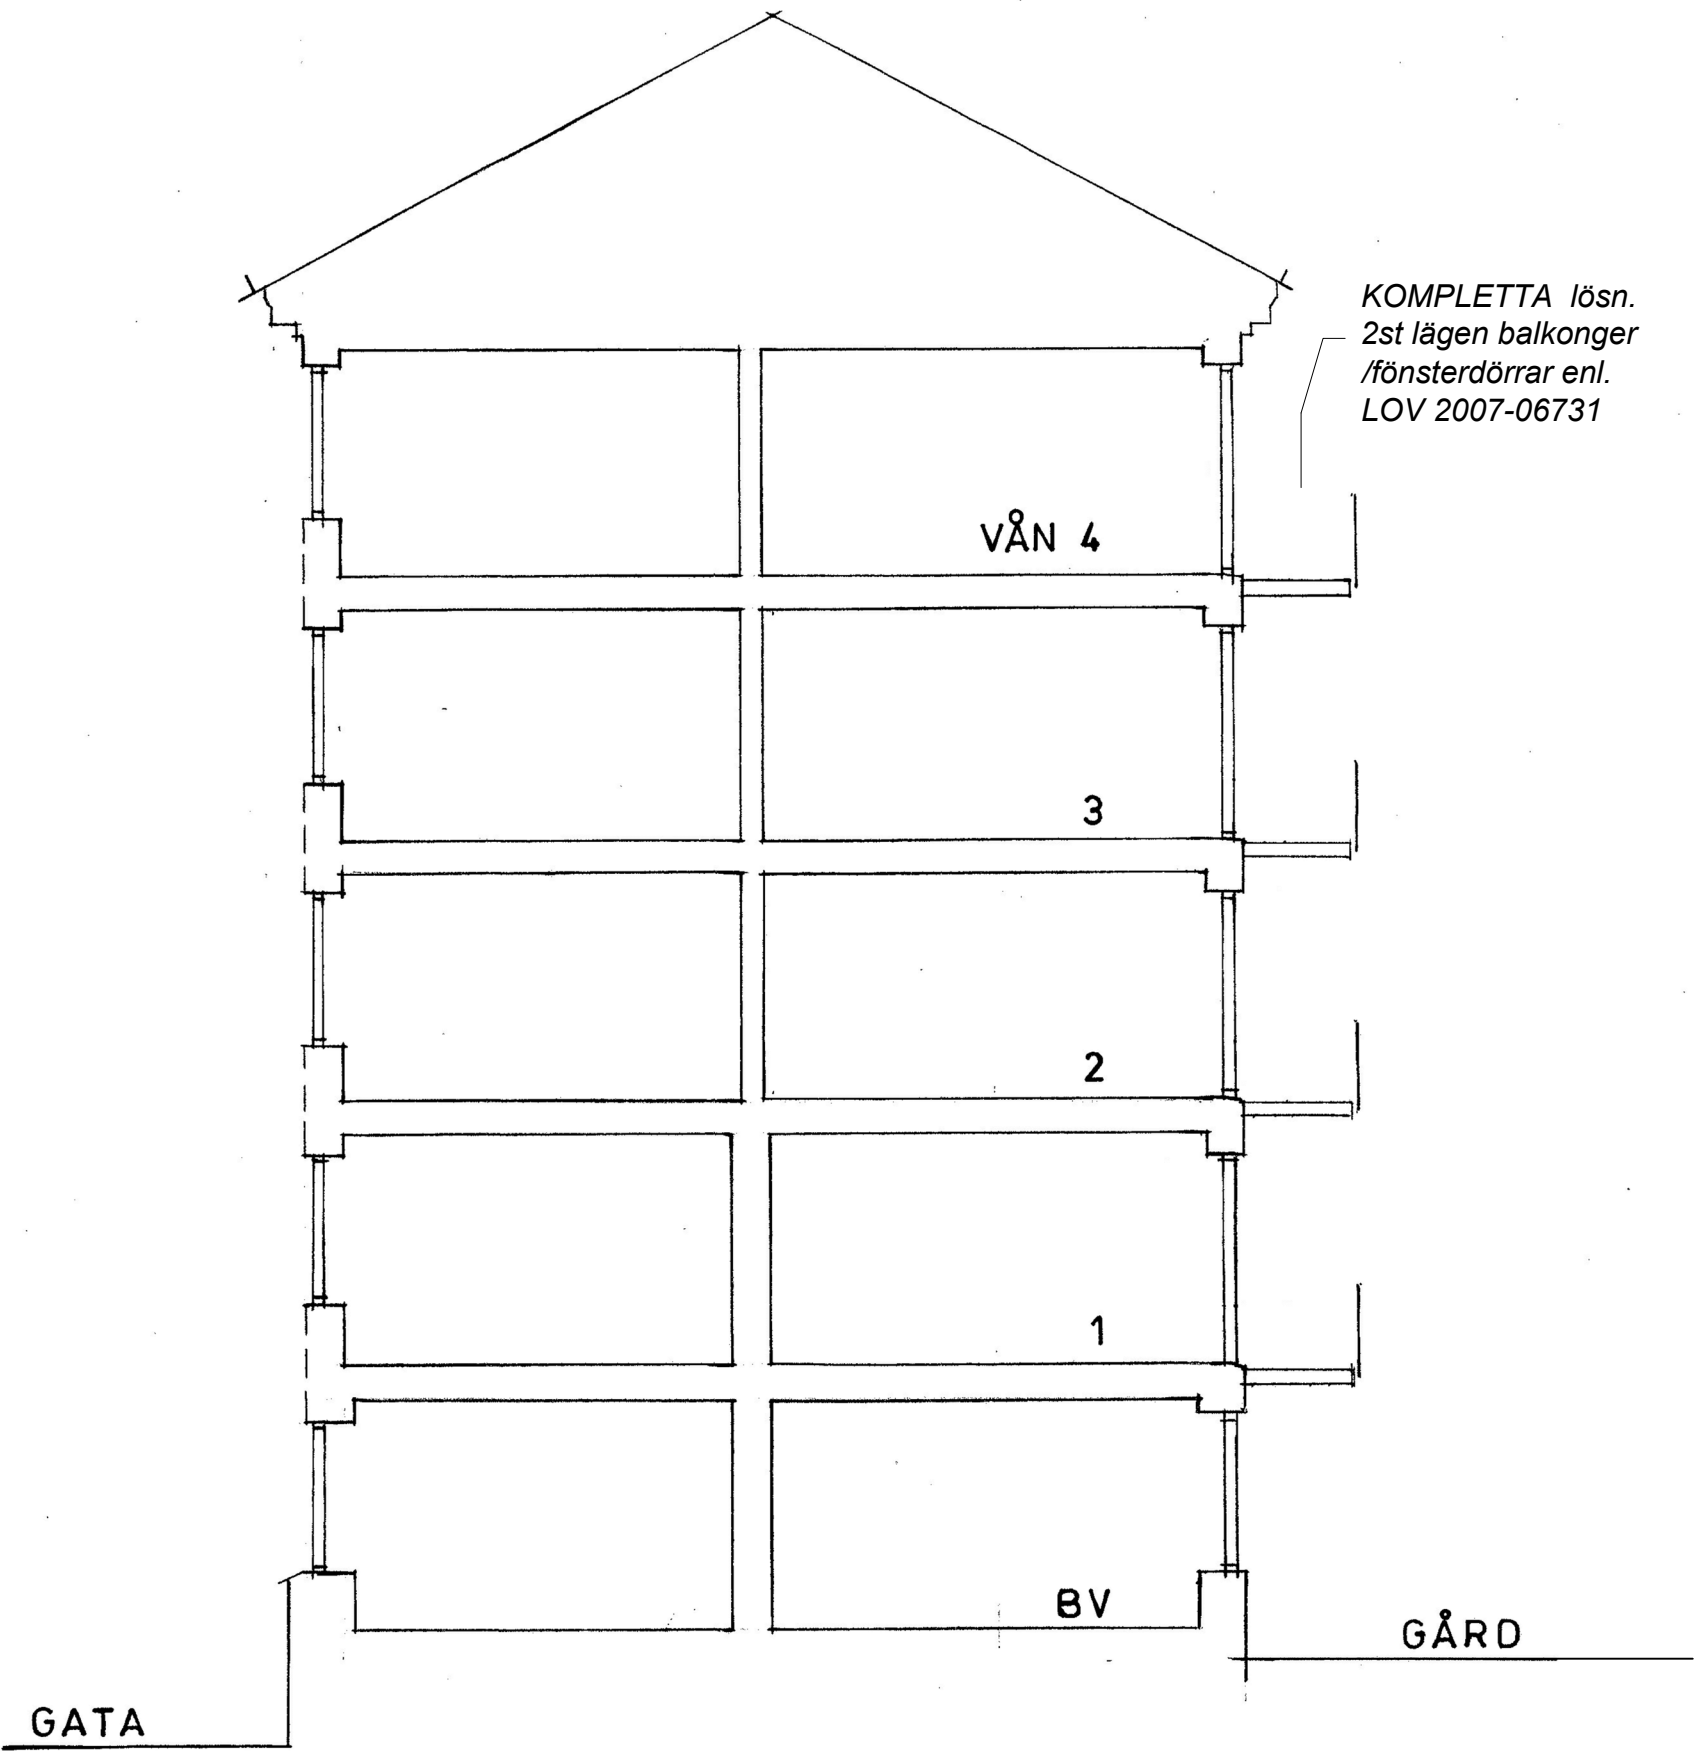 KOMPLETTA lösn.
2st lägen balkonger
/fönsterdörrar enl.
LOV 2007-06731
VÅN 4
3
2
1
BV
GÅRD
GATA